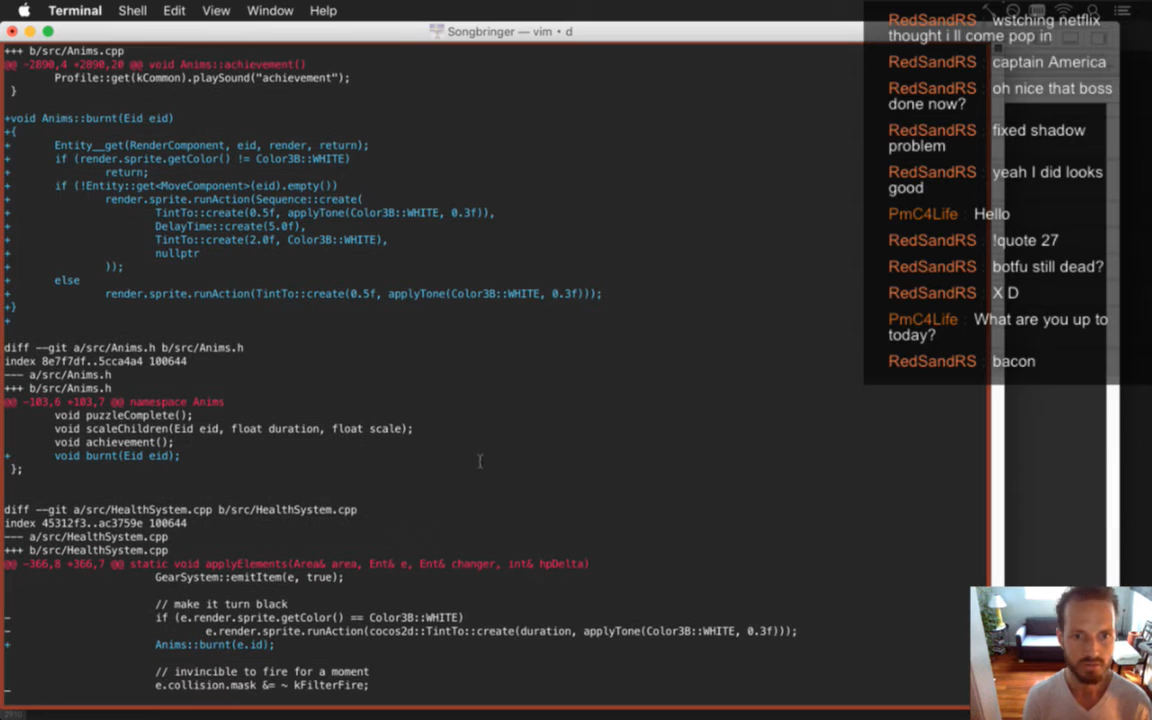 Terminal Shell Edit View Window Help
Songbringer — vim • d
+++ b/src/Anims.cpp
@@ -2890,4 +2890,20 @@ void Anims::achievement()
Profile::get(kCommon).playSound("achievement");
}
+void Anims::burnt(Eid eid)
+{
+ Entity__get(RenderComponent, eid, render, return);
+ if (render.sprite.getColor() != Color3B::WHITE)
+ return;
+ if (!Entity::get<MoveComponent>(eid).empty())
+ render.sprite.runAction(Sequence::create(
+ TintTo::create(0.5f, applyTone(Color3B::WHITE, 0.3f)),
+ DelayTime::create(5.0f),
+ TintTo::create(2.0f, Color3B::WHITE),
+ nullptr
+ ));
+ else
+ render.sprite.runAction(TintTo::create(0.5f, applyTone(Color3B::WHITE, 0.3f)));
+}
+
diff --git a/src/Anims.h b/src/Anims.h
index 8e7f7df..5cca4a4 100644
--- a/src/Anims.h
+++ b/src/Anims.h
@@ -103,6 +103,7 @@ namespace Anims
void puzzleComplete();
void scaleChildren(Eid eid, float duration, float scale);
void achievement();
+ void burnt(Eid eid);
};
diff --git a/src/HealthSystem.cpp b/src/HealthSystem.cpp
index 45312f3..ac3759e 100644
--- a/src/HealthSystem.cpp
+++ b/src/HealthSystem.cpp
@@ -366,8 +366,7 @@ static void applyElements(Area& area, Ent& e, Ent& changer, int& hpDelta)
GearSystem::emitItem(e, true);
// make it turn black
- if (e.render.sprite.getColor() == Color3B::WHITE)
- e.render.sprite.runAction(cocos2d::TintTo::create(duration, applyTone(Color3B::WHITE, 0.3f)));
+ Anims::burnt(e.id);
// invincible to fire for a moment
e.collision.mask &= ~ kFilterFire;
RedSandRS : wstching netflix
thought i ll come pop in
RedSandRS : captain America
RedSandRS : oh nice that boss
done now?
RedSandRS : fixed shadow
problem
RedSandRS : yeah I did looks
good
PmC4Life : Hello
RedSandRS : !quote 27
RedSandRS : botfu still dead?
RedSandRS : X D
PmC4Life : What are you up to
today?
RedSandRS : bacon